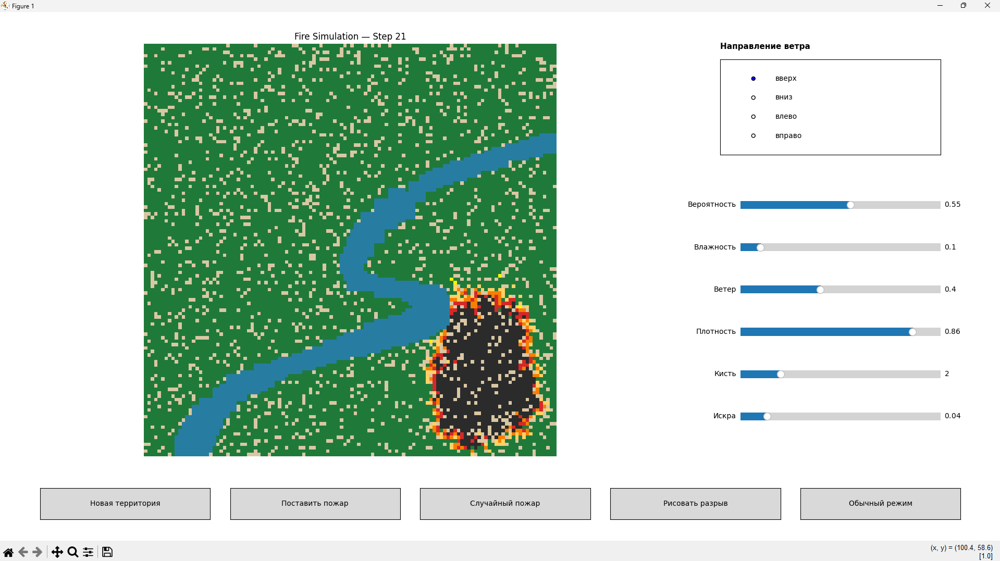 Figure 1
Fire Simulation — Step 21
Направление ветра
вверх
вниз
влево
вправо
Вероятность 0.55
Влажность 0.1
Ветер 0.4
Плотность 0.86
Кисть 2
Искра 0.04
Новая территория
Поставить пожар
Случайный пожар
Рисовать разрыв
Обычный режим
(x, y) = (100.4, 58.6)
[1.0]